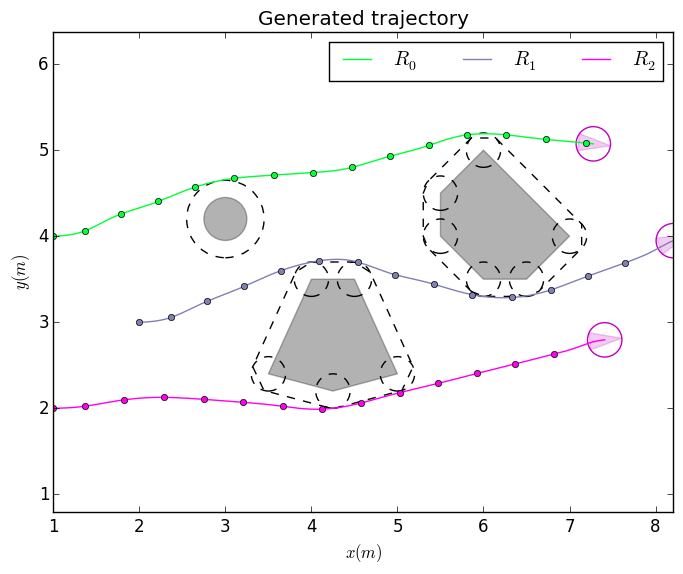 Generated trajectory
R₀ R₁ R₂
6
5
4
3
2
1
y(m)
1 2 3 4 5 6 7 8
x(m)